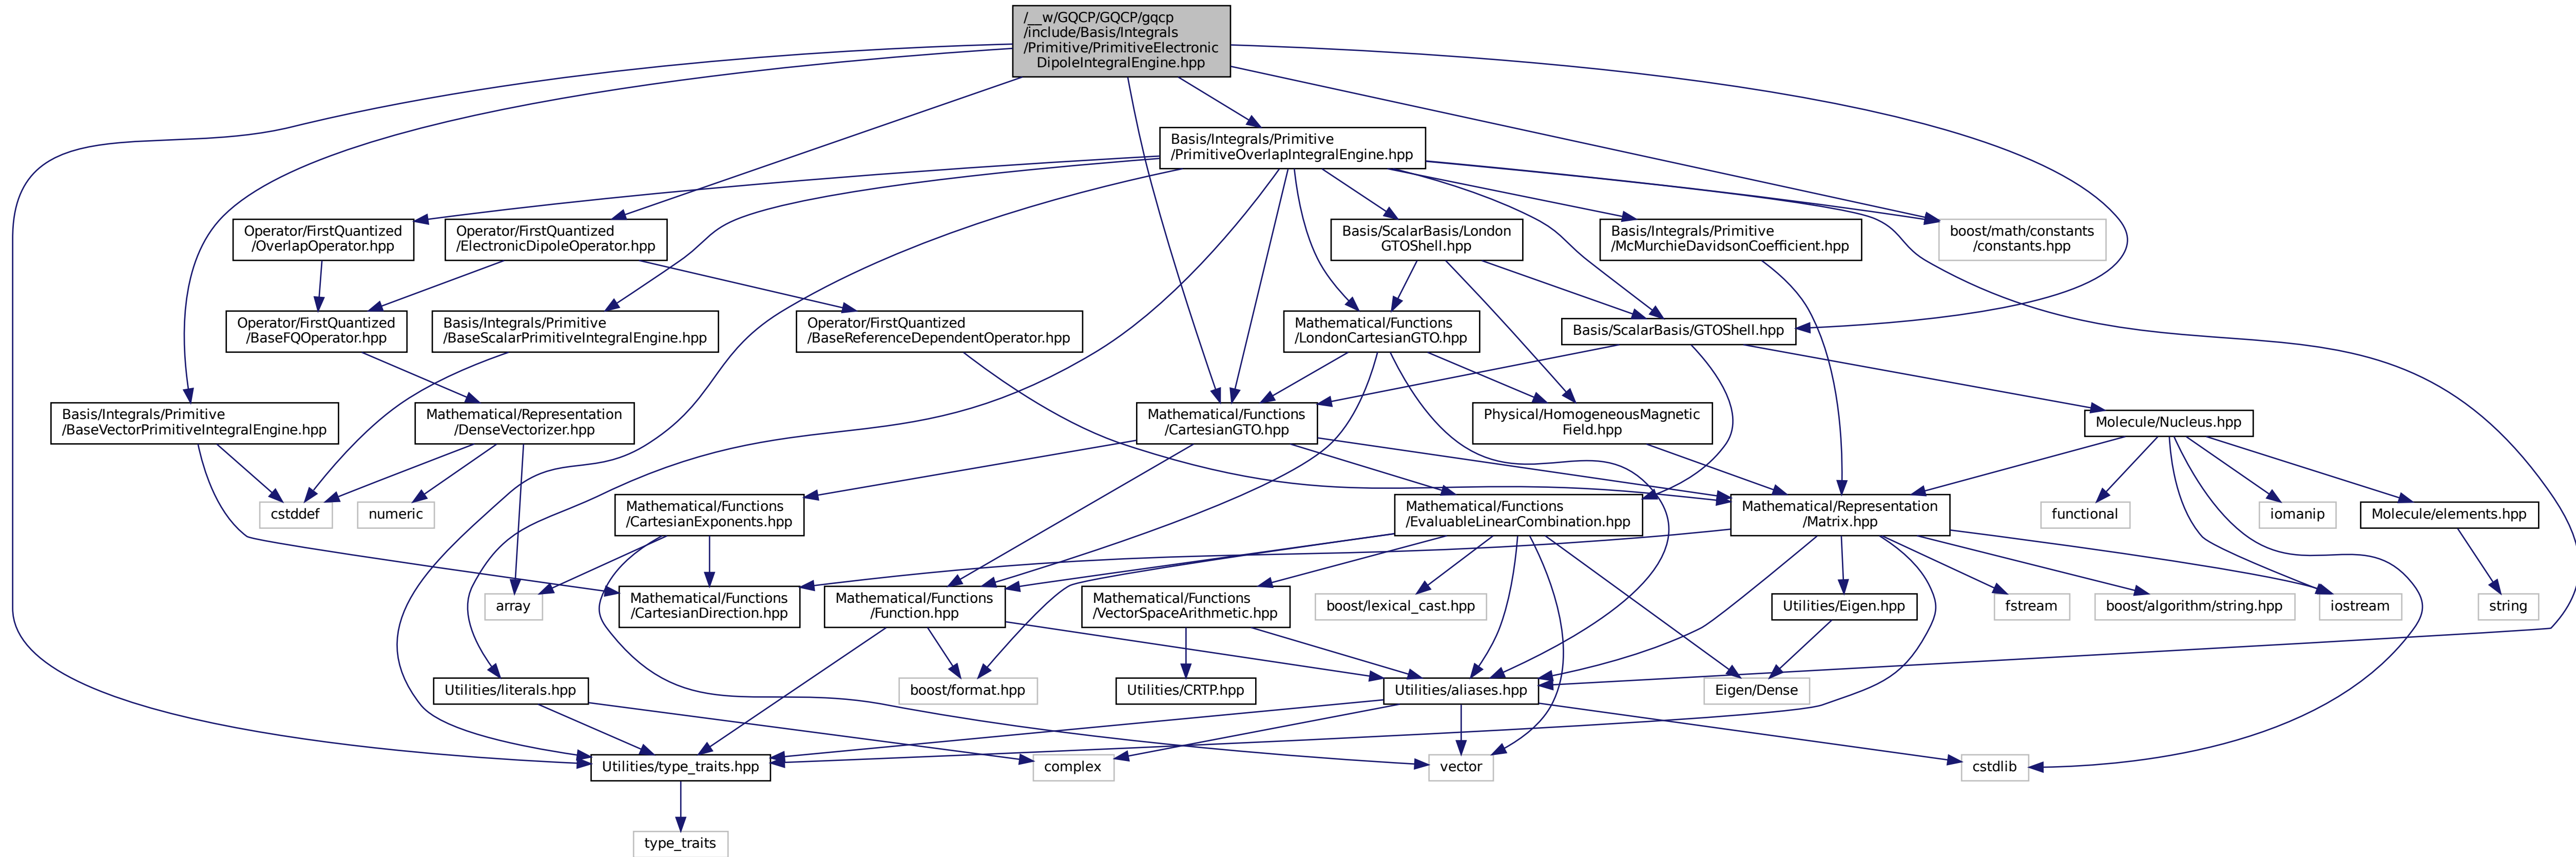 /__w/GQCP/GQCP/gqcp
/include/Basis/Integrals
/Primitive/PrimitiveElectronic
DipoleIntegralEngine.hpp
Basis/Integrals/Primitive
/PrimitiveOverlapIntegralEngine.hpp
Operator/FirstQuantized
/OverlapOperator.hpp
Operator/FirstQuantized
/ElectronicDipoleOperator.hpp
Basis/ScalarBasis/London
GTOShell.hpp
Basis/Integrals/Primitive
/McMurchieDavidsonCoefficient.hpp
boost/math/constants
/constants.hpp
Operator/FirstQuantized
/BaseFQOperator.hpp
Basis/Integrals/Primitive
/BaseScalarPrimitiveIntegralEngine.hpp
Operator/FirstQuantized
/BaseReferenceDependentOperator.hpp
Mathematical/Functions
/LondonCartesianGTO.hpp
Basis/ScalarBasis/GTOShell.hpp
Basis/Integrals/Primitive
/BaseVectorPrimitiveIntegralEngine.hpp
Mathematical/Representation
/DenseVectorizer.hpp
Mathematical/Functions
/CartesianGTO.hpp
Physical/HomogeneousMagnetic
Field.hpp
Molecule/Nucleus.hpp
cstddef
numeric
Mathematical/Functions
/CartesianExponents.hpp
Mathematical/Functions
/EvaluableLinearCombination.hpp
Mathematical/Representation
/Matrix.hpp
functional
iomanip
Molecule/elements.hpp
array
Mathematical/Functions
/CartesianDirection.hpp
Mathematical/Functions
/Function.hpp
Mathematical/Functions
/VectorSpaceArithmetic.hpp
boost/lexical_cast.hpp
Utilities/Eigen.hpp
fstream
boost/algorithm/string.hpp
iostream
string
Utilities/literals.hpp
boost/format.hpp
Utilities/CRTP.hpp
Utilities/aliases.hpp
Eigen/Dense
Utilities/type_traits.hpp
complex
vector
cstdlib
type_traits